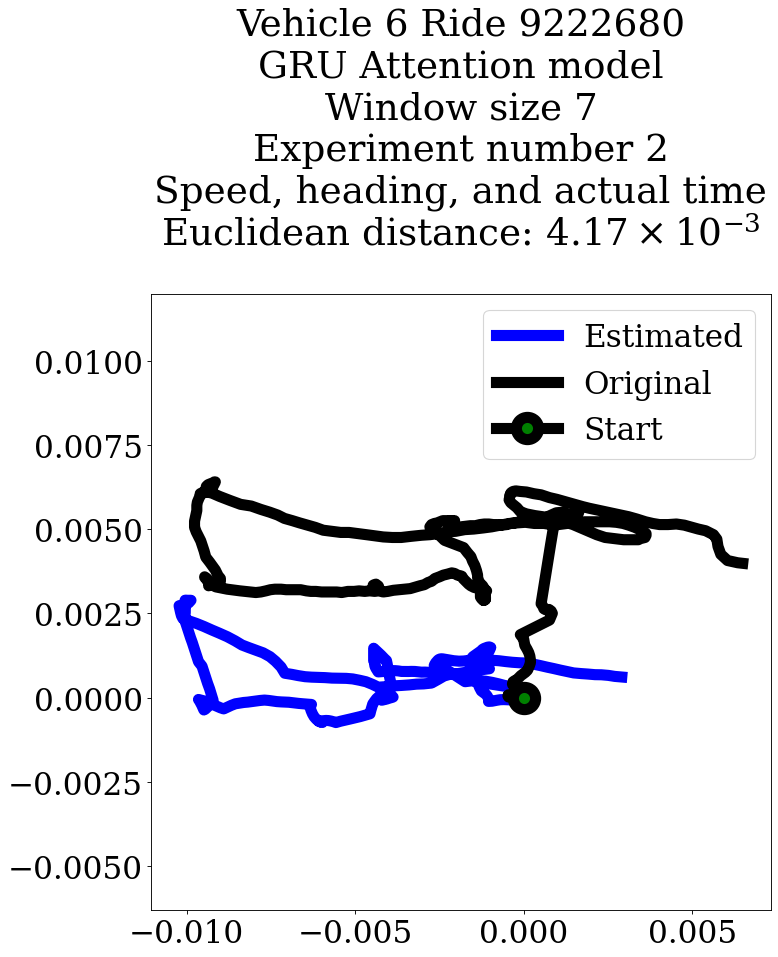 Vehicle 6 Ride 9222680
GRU Attention model
Window size 7
Experiment number 2
Speed, heading, and actual time
Euclidean distance: 4.17 × 10⁻³
Estimated
Original
Start
0.0100
0.0075
0.0050
0.0025
0.0000
−0.0025
−0.0050
−0.010 −0.005 0.000 0.005